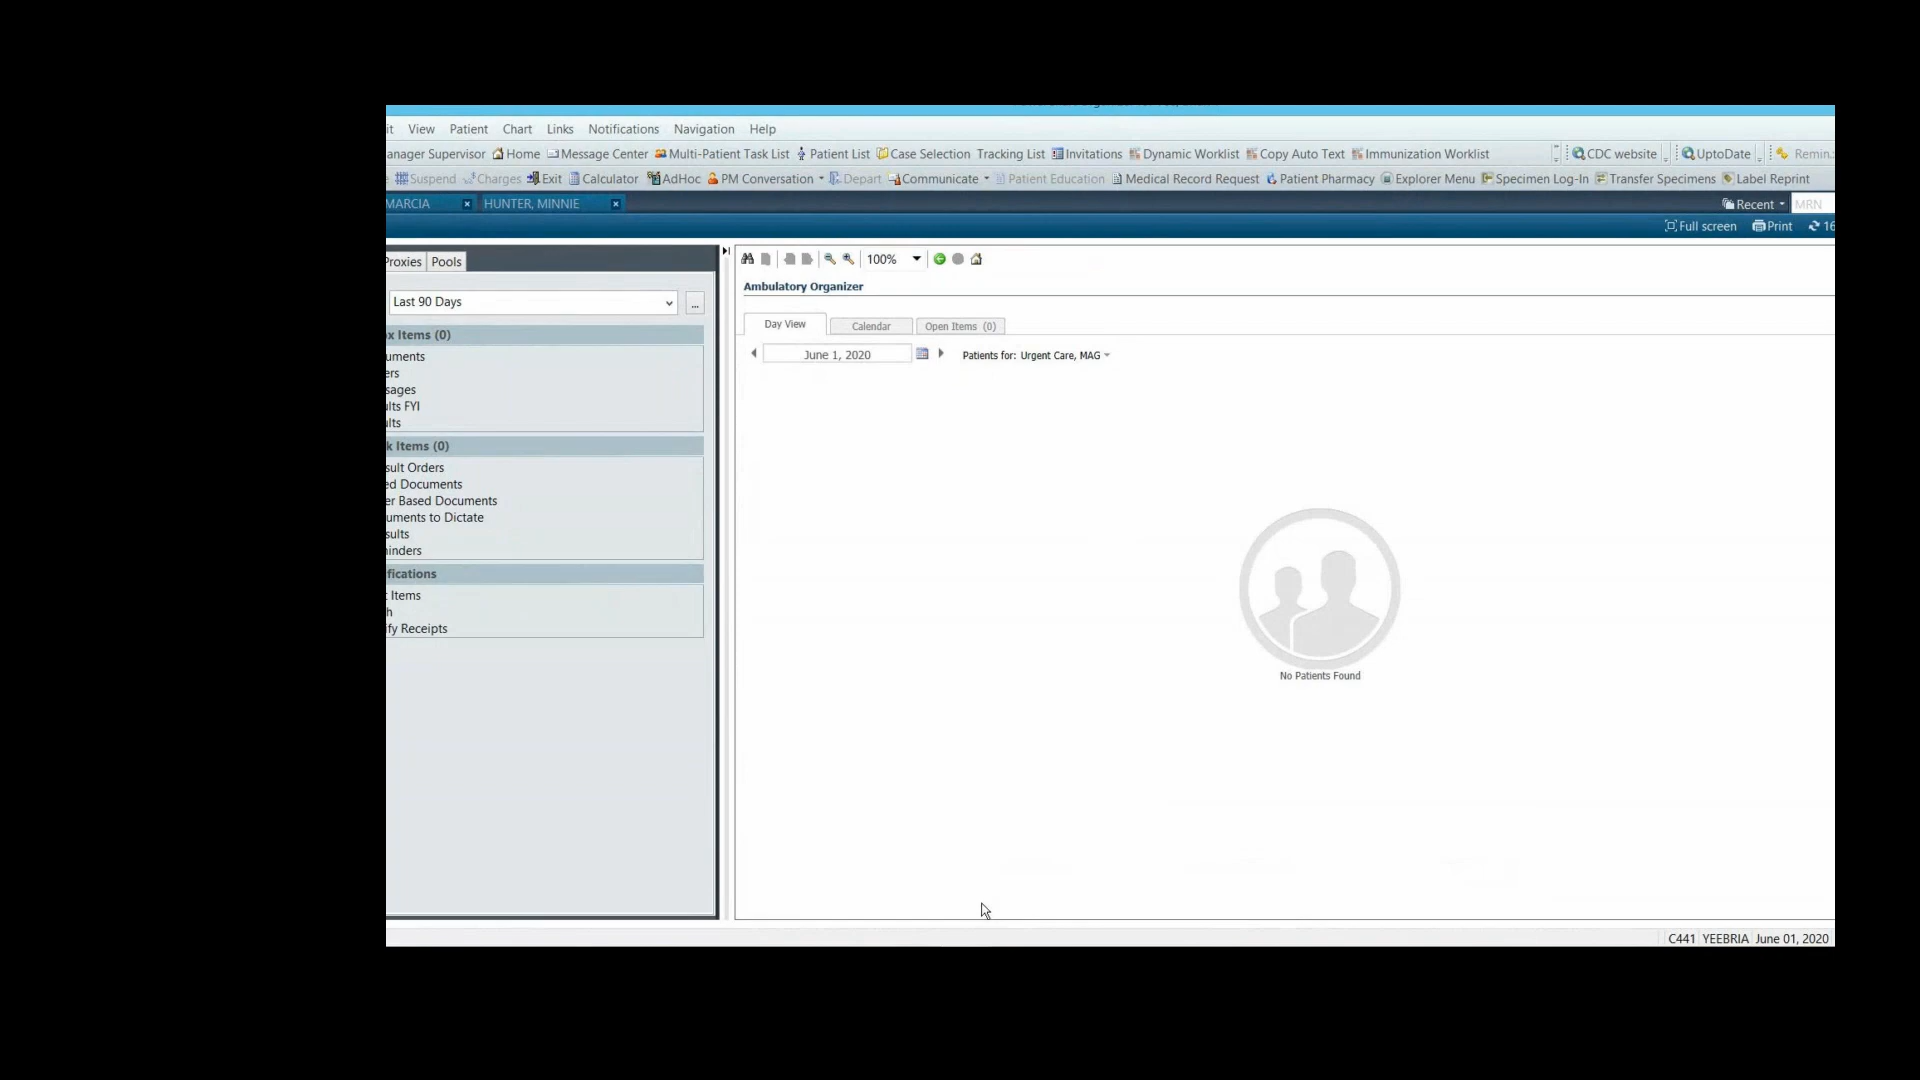 it View Patient Chart Links Notifications Navigation Help
anager Supervisor Home Message Center Multi-Patient Task List Patient List Case Selection Tracking List Invitations Dynamic Worklist Copy Auto Text Immunization Worklist CDC website UptoDate Remin.
Suspend Charges Exit Calculator AdHoc PM Conversation Depart Communicate Patient Education Medical Record Request Patient Pharmacy Explorer Menu Specimen Log-In Transfer Specimens Label Reprint
MARCIA HUNTER, MINNIE Recent MRN
Full screen Print 16
Proxies Pools
100%
Ambulatory Organizer
Last 90 Days ...
Day View Calendar Open Items (0)
June 1, 2020 Patients for: Urgent Care, MAG
x Items (0)
uments
ers
sages
ults FYI
ults
k Items (0)
sult Orders
ed Documents
er Based Documents
uments to Dictate
sults
inders
fications
t Items
h
ify Receipts
No Patients Found
C441 YEEBRIA June 01, 2020